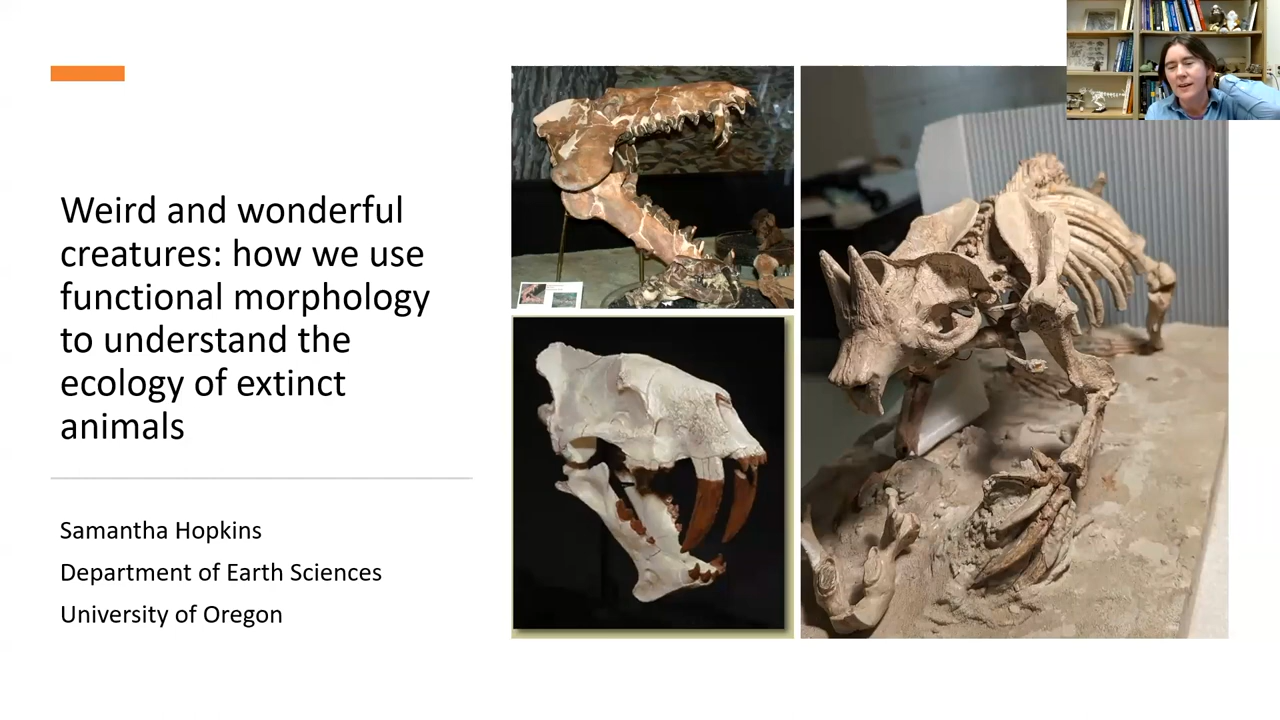 Weird and wonderful
creatures: how we use
functional morphology
to understand the
ecology of extinct
animals
Samantha Hopkins
Department of Earth Sciences
University of Oregon